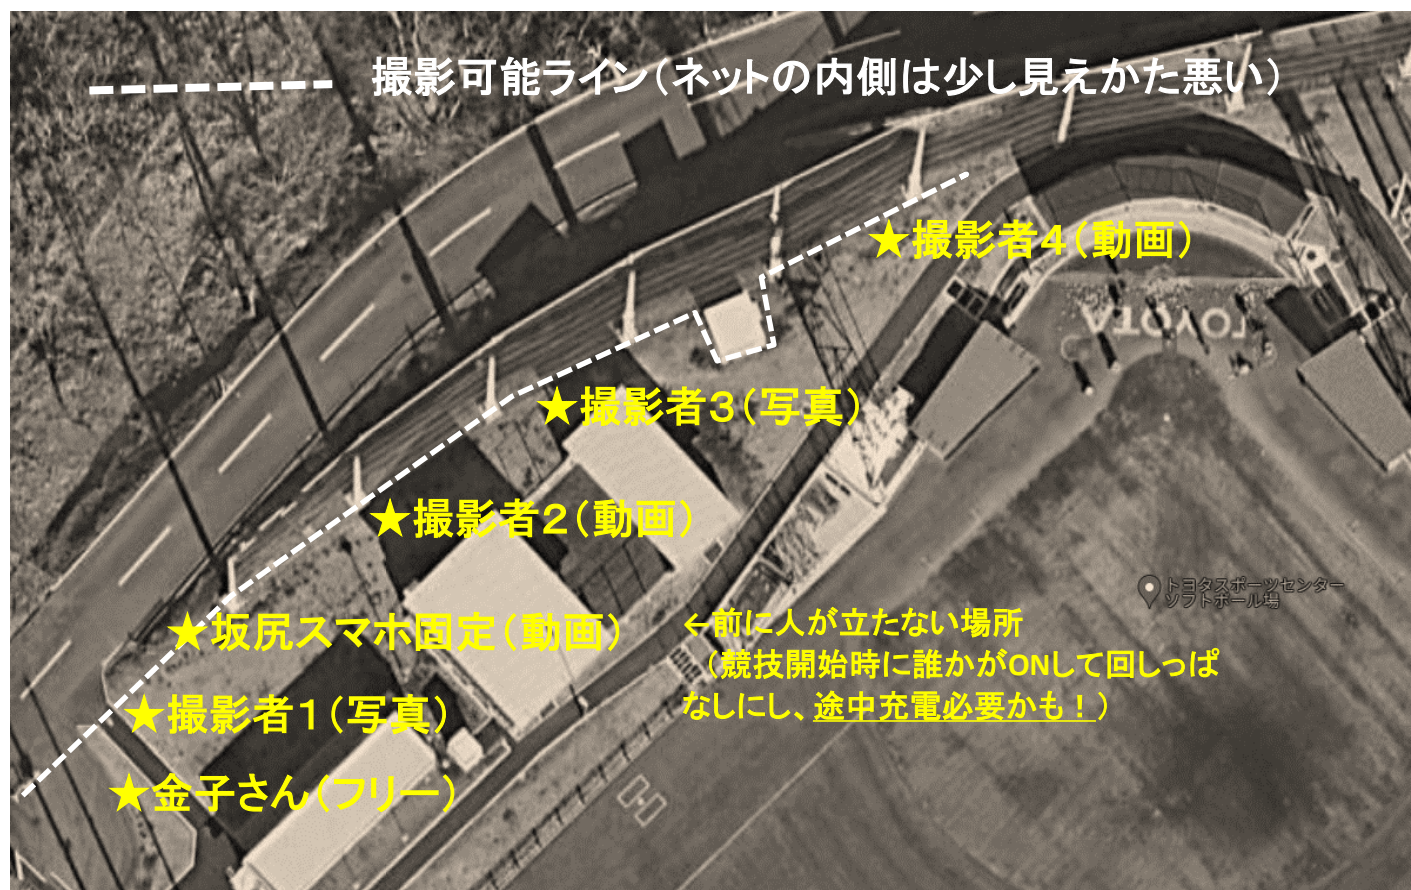 撮影可能ライン（ネットの内側は少し見えかた悪い）
★撮影者４（動画）
TOYOTA
★撮影者３（写真）
★撮影者２（動画）
トヨタスポーツセンター
ソフトボール場
★坂尻スマホ固定（動画）
←前に人が立たない場所
（競技開始時に誰かがONして回しっぱ
なしにし、途中充電必要かも！）
★撮影者１（写真）
★金子さん（フリー）